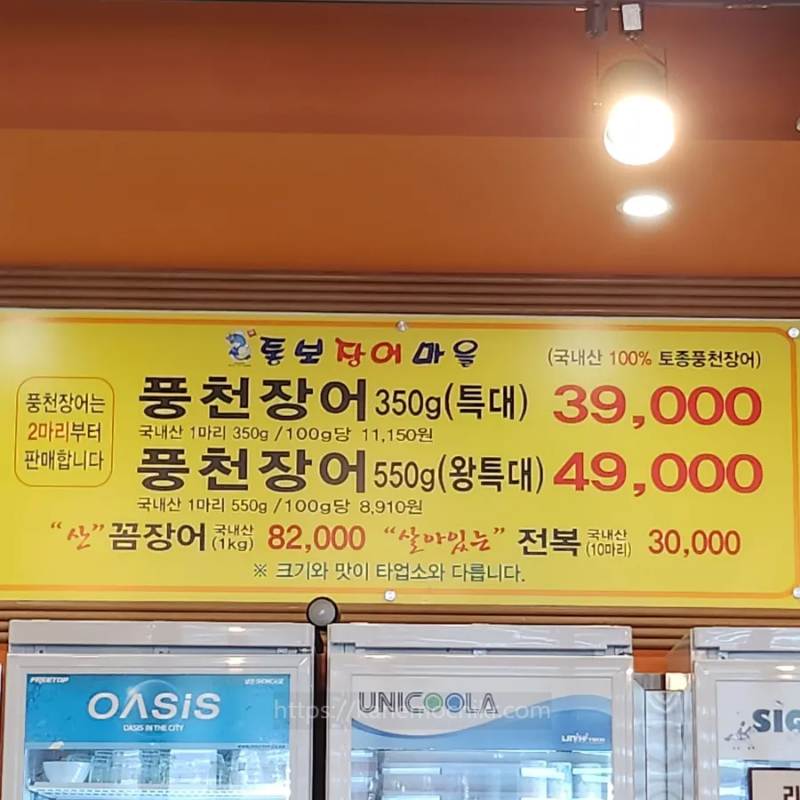 통보장어마을
(국내산 100% 토종풍천장어)
풍천장어는
2마리부터
판매합니다
풍천장어 350g(특대) 39,000
국내산 1마리 350g /100g당 11,150원
풍천장어 550g(왕특대) 49,000
국내산 1마리 550g /100g당 8,910원
"산" 꼼장어 국내산 (1kg) 82,000 "살아있는" 전복 국내산 (10마리) 30,000
※ 크기와 맛이 타업소와 다릅니다.
FREETOP
OASIS
OASIS IN THE CITY
UNICOOLA